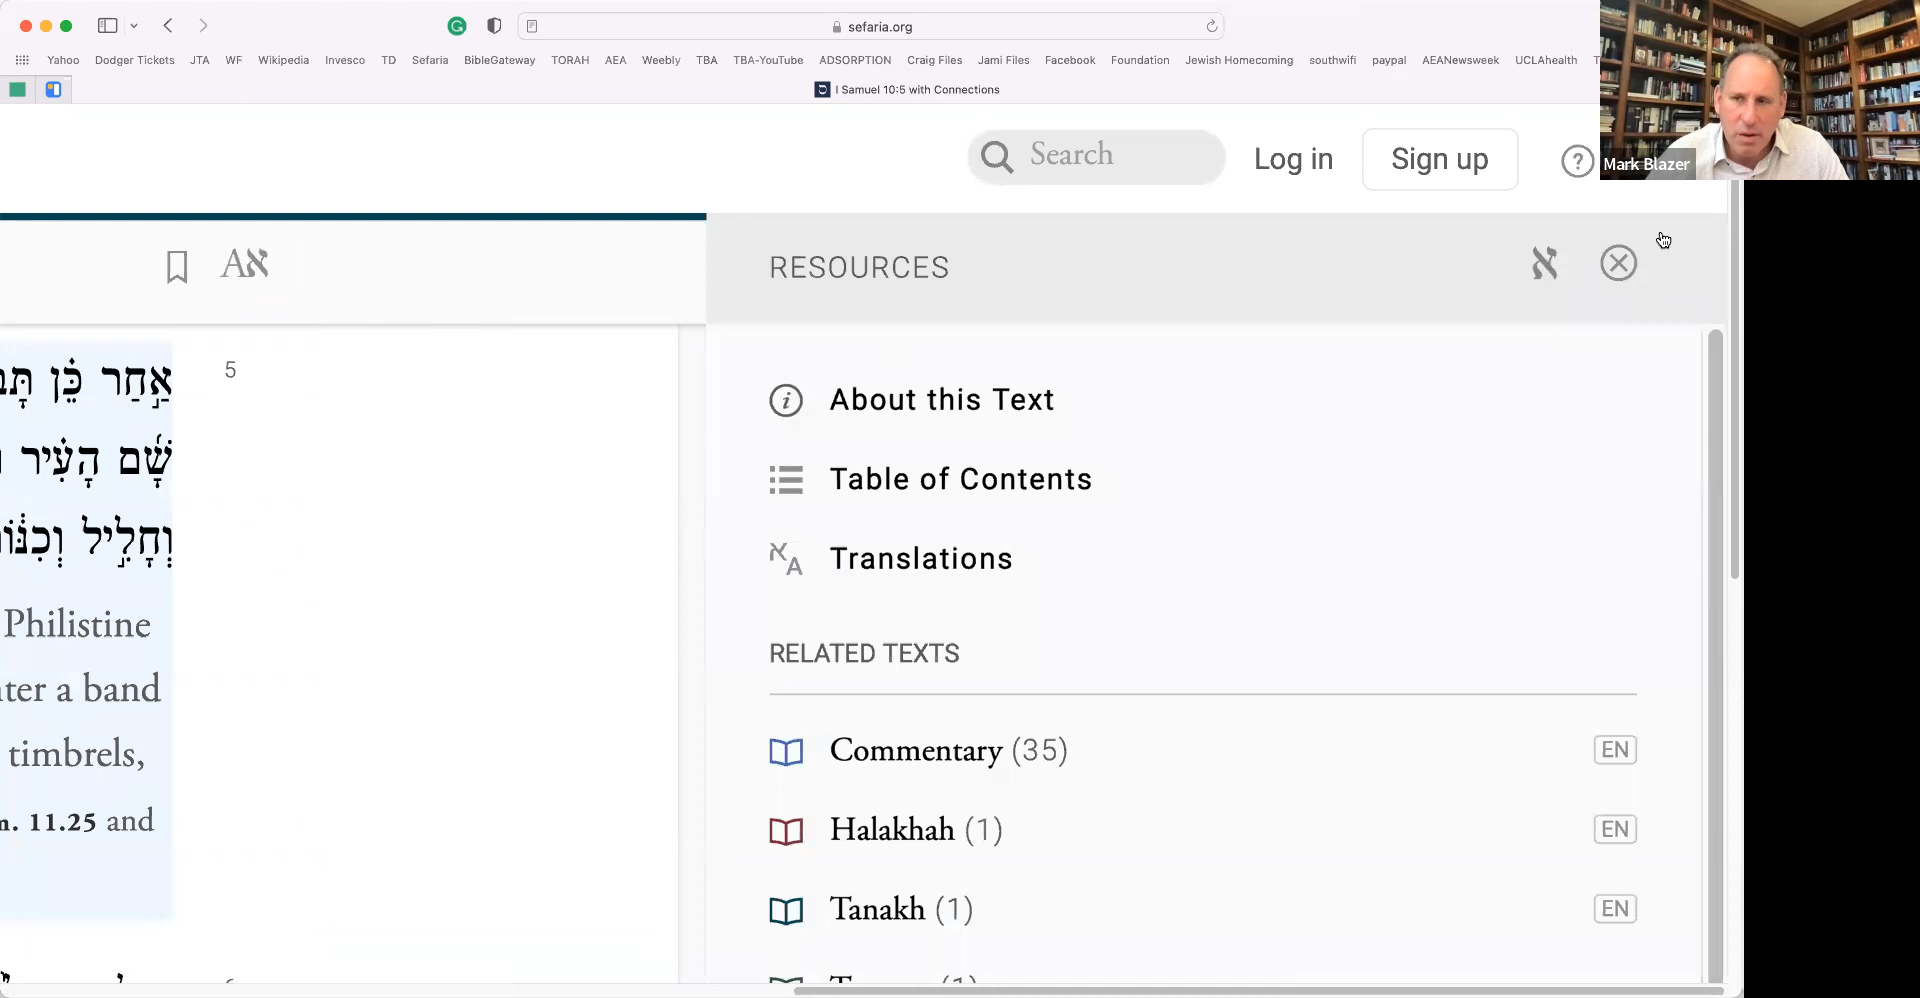 sefaria.org
Yahoo Dodger Tickets JTA WF Wikipedia Invesco TD Sefaria BibleGateway TORAH AEA Weebly TBA TBA-YouTube ADSORPTION Craig Files Jami Files Facebook Foundation Jewish Homecoming southwifi paypal AEANewsweek UCLAhealth
I Samuel 10:5 with Connections
Mark Blazer
Search
Log in
Sign up
RESOURCES
א
Aא
5
אַחַ֣ר כֵּ֗ן
שָׁ֜ם הָעִ֗יר
וְחָלִ֖יל
Philistine
a band
timbrels,
11.25 and
About this Text
Table of Contents
Translations
RELATED TEXTS
Commentary (35) EN
Halakhah (1) EN
Tanakh (1) EN